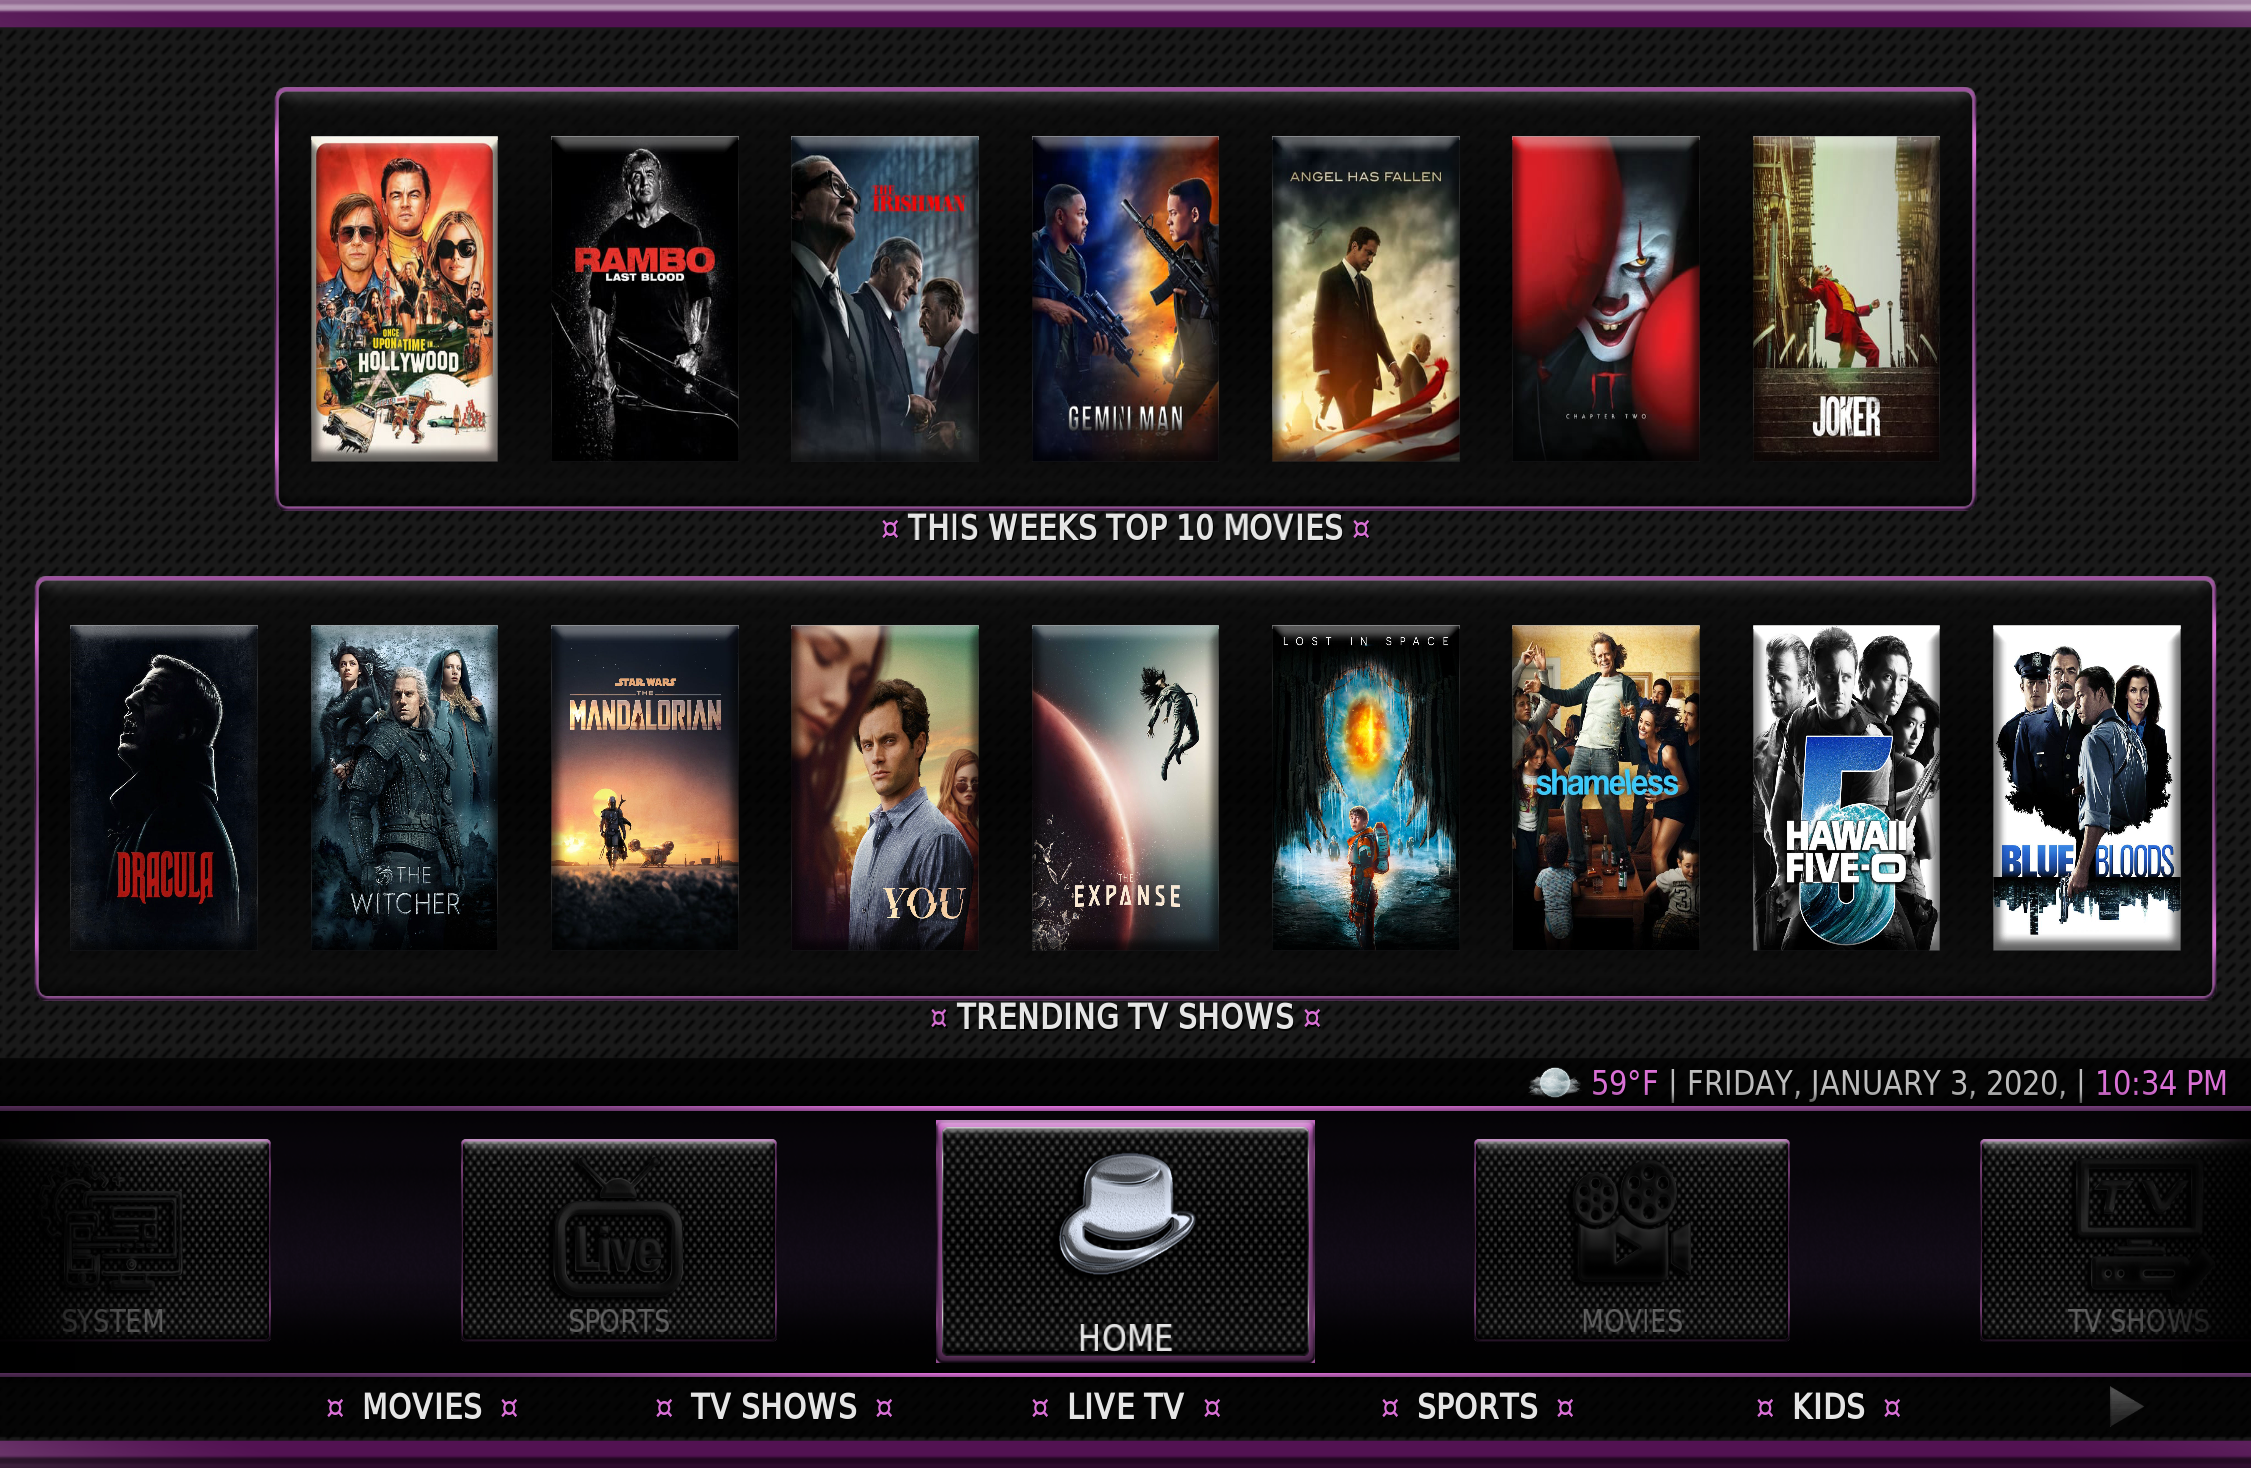 ONCE
UPON A TIME IN...
HOLLYWOOD
RAMBO
LAST BLOOD
THE
IRISHMAN
GEMINI MAN
ANGEL HAS FALLEN
IT
CHAPTER TWO
JOKER
¤ THIS WEEKS TOP 10 MOVIES ¤
DRACULA
THE
WITCHER
STAR WARS
THE
MANDALORIAN
YOU
THE
EXPANSE
LOST IN SPACE
shameless
5
HAWAII
FIVE-O
BLUE BLOODS
¤ TRENDING TV SHOWS ¤
59°F | FRIDAY, JANUARY 3, 2020, | 10:34 PM
SYSTEM
Live
SPORTS
HOME
MOVIES
TV
TV SHOWS
¤ MOVIES ¤ ¤ TV SHOWS ¤ ¤ LIVE TV ¤ ¤ SPORTS ¤ ¤ KIDS ¤